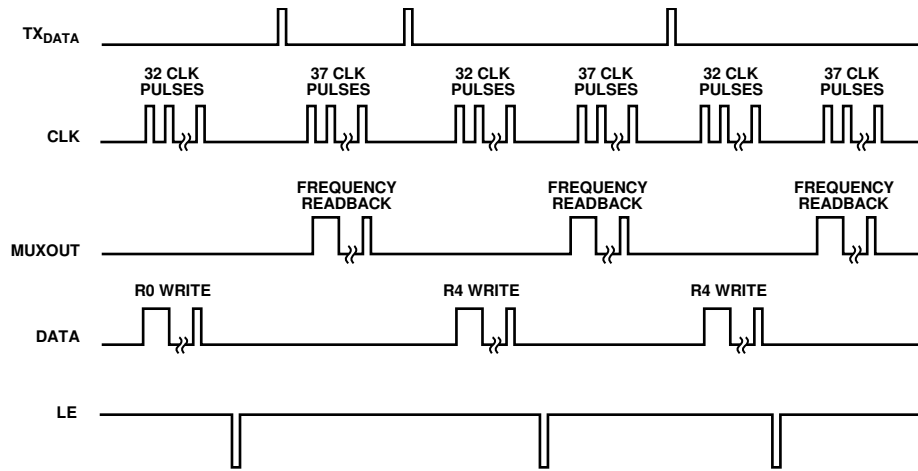 TXDATA
32 CLK 37 CLK 32 CLK 37 CLK 32 CLK 37 CLK
PULSES PULSES PULSES PULSES PULSES PULSES
CLK
FREQUENCY FREQUENCY FREQUENCY
READBACK READBACK READBACK
MUXOUT
R0 WRITE R4 WRITE R4 WRITE
DATA
LE